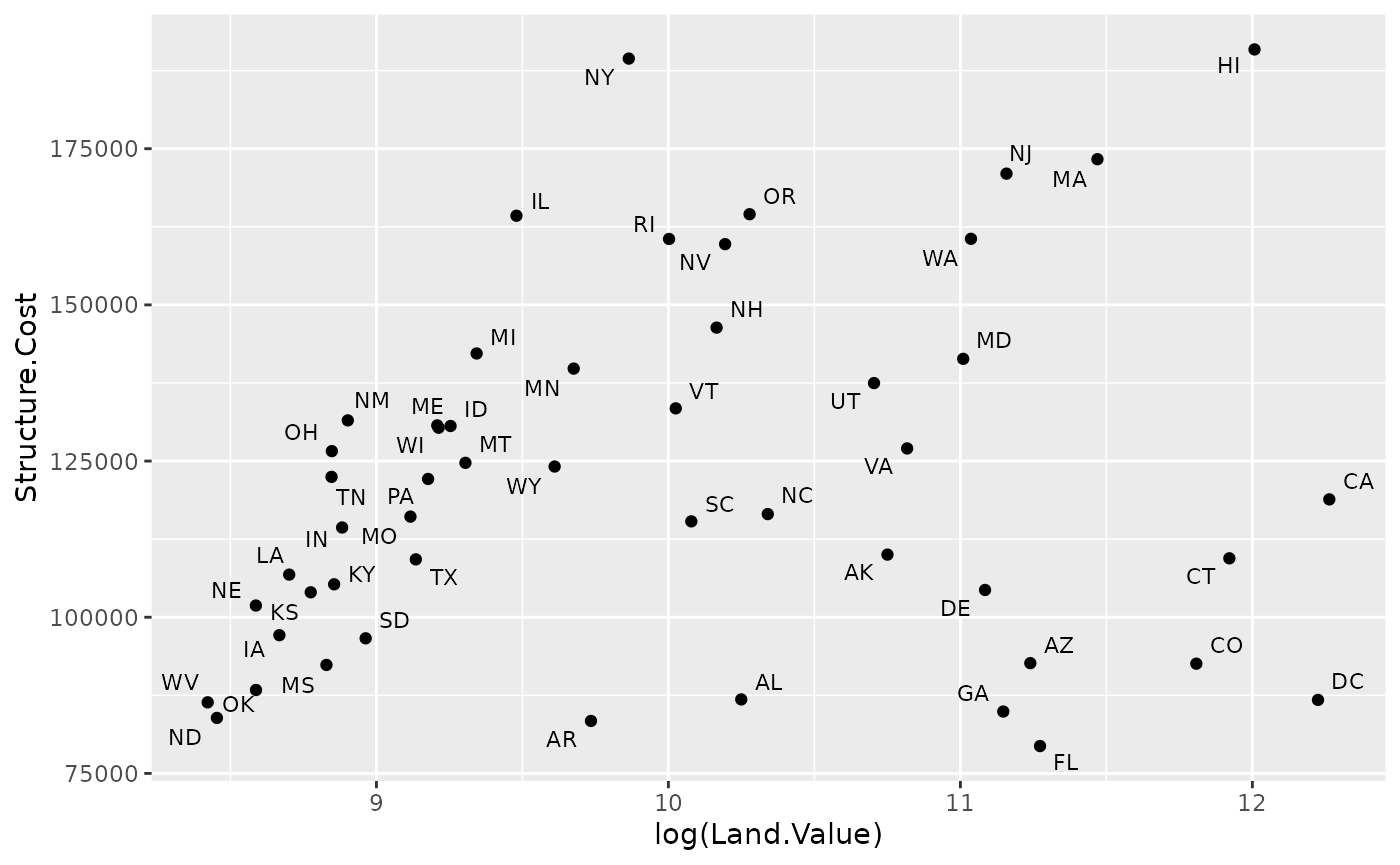 NY
HI
175000
NJ
MA
IL
OR
RI
NV
WA
150000
NH
MI
MD
MN
VT
UT
NM
ME
ID
OH
WI
MT
125000
VA
WY
CA
PA
TN
SC
NC
IN
MO
LA
KY
TX
AK
CT
NE
KS
100000
DE
SD
IA
AZ
CO
WV
MS
GA
AL
DC
OK
ND
AR
FL
75000
9
10
11
12
log(Land.Value)
Structure.Cost